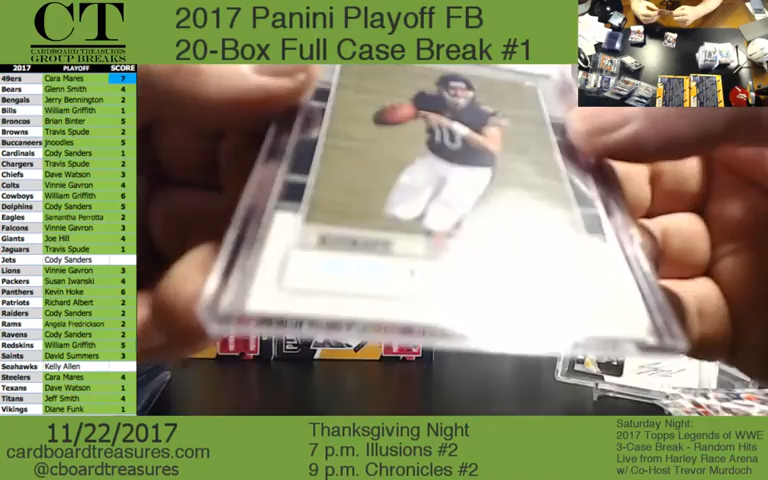 CT
CARDBOARD TREASURES
GROUP BREAKS
2017 Panini Playoff FB
20-Box Full Case Break #1
2017 PLAYOFF SCORE
49ers Cara Mares 7
Bears Glenn Smith 4
Bengals Jerry Bennington 2
Bills William Griffith 1
Broncos Brian Binter 5
Browns Travis Spude 2
Buccaneers Jnoodles 5
Cardinals Cody Sanders 1
Chargers Travis Spude 2
Chiefs Dave Watson 3
Colts Vinnie Gavron 4
Cowboys William Griffith 6
Dolphins Cody Sanders 5
Eagles Samantha Perrotta 2
Falcons Vinnie Gavron 3
Giants Joe Hill 4
Jaguars Travis Spude 1
Jets Cody Sanders
Lions Vinnie Gavron 3
Packers Susan Iwanski 4
Panthers Kevin Hoke 6
Patriots Richard Albert 2
Raiders Cody Sanders 2
Rams Angela Fredrickson 2
Ravens Cody Sanders 2
Redskins William Griffith 5
Saints David Summers 3
Seahawks Kelly Allen
Steelers Cara Mares 4
Texans Dave Watson 1
Titans Jeff Smith 4
Vikings Diane Funk 1
10
11/22/2017
cardboardtreasures.com
@cboardtreasures
Thanksgiving Night
7 p.m. Illusions #2
9 p.m. Chronicles #2
Saturday Night:
2017 Topps Legends of WWE
3-Case Break - Random Hits
Live from Harley Race Arena
w/ Co-Host Trevor Murdoch